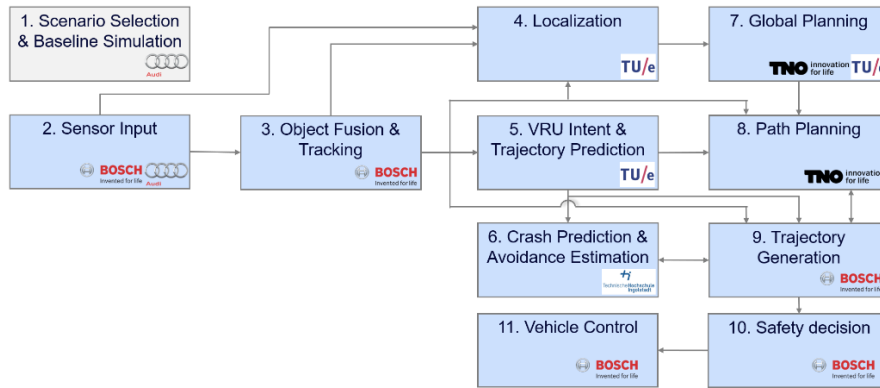 1. Scenario Selection
& Baseline Simulation
Audi
2. Sensor Input
BOSCH
Invented for life
Audi
3. Object Fusion &
Tracking
BOSCH
Invented for life
4. Localization
TU/e
5. VRU Intent &
Trajectory Prediction
TU/e
6. Crash Prediction &
Avoidance Estimation
Technische Hochschule
Ingolstadt
7. Global Planning
TNO innovation
for life
TU/e
8. Path Planning
TNO innovation
for life
9. Trajectory
Generation
BOSCH
Invented for life
10. Safety decision
BOSCH
Invented for life
11. Vehicle Control
BOSCH
Invented for life